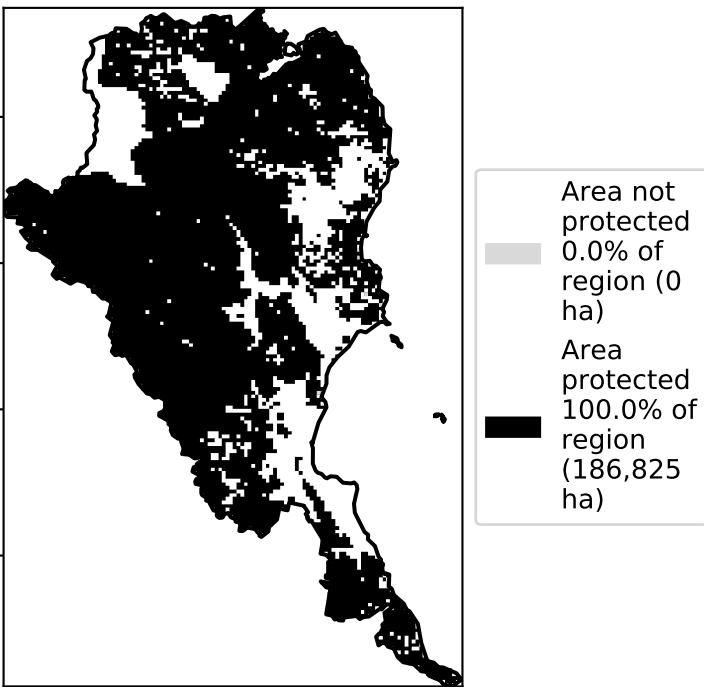 Area not
protected
0.0% of
region (0
ha)
Area
protected
100.0% of
region
(186,825
ha)